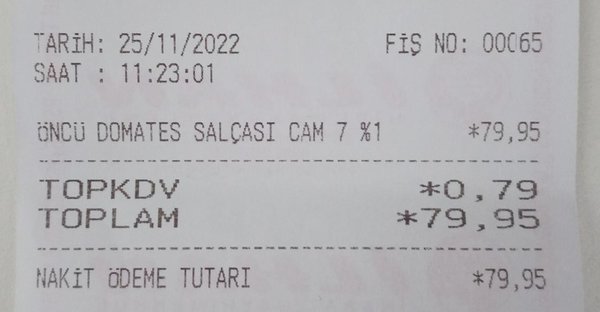 TARİH: 25/11/2022 FİŞ NO: 00065
SAAT : 11:23:01
ÖNCÜ DOMATES SALÇASI CAM 7 %1 *79,95
TOPKDV *0,79
TOPLAM *79,95
NAKİT ÖDEME TUTARI *79,95